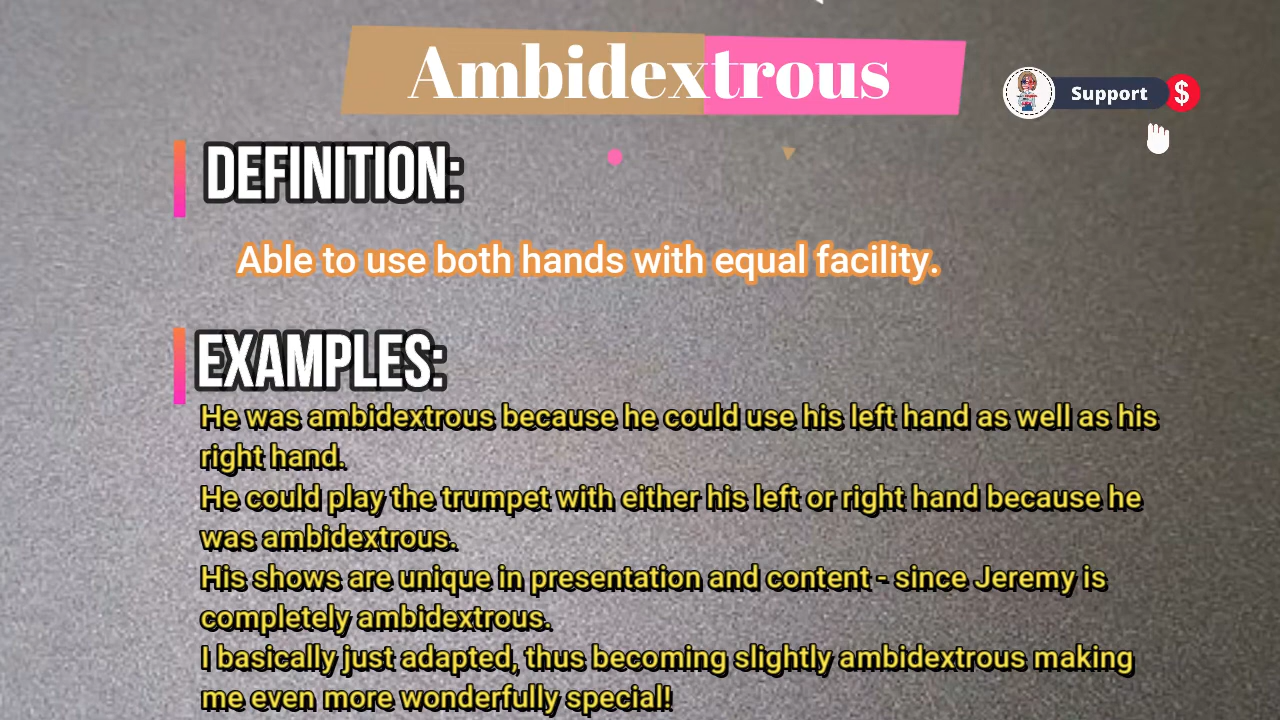 Ambidextrous
Support $
DEFINITION:
Able to use both hands with equal facility.
EXAMPLES:
He was ambidextrous because he could use his left hand as well as his
right hand.
He could play the trumpet with either his left or right hand because he
was ambidextrous.
His shows are unique in presentation and content - since Jeremy is
completely ambidextrous.
I basically just adapted, thus becoming slightly ambidextrous making
me even more wonderfully special!